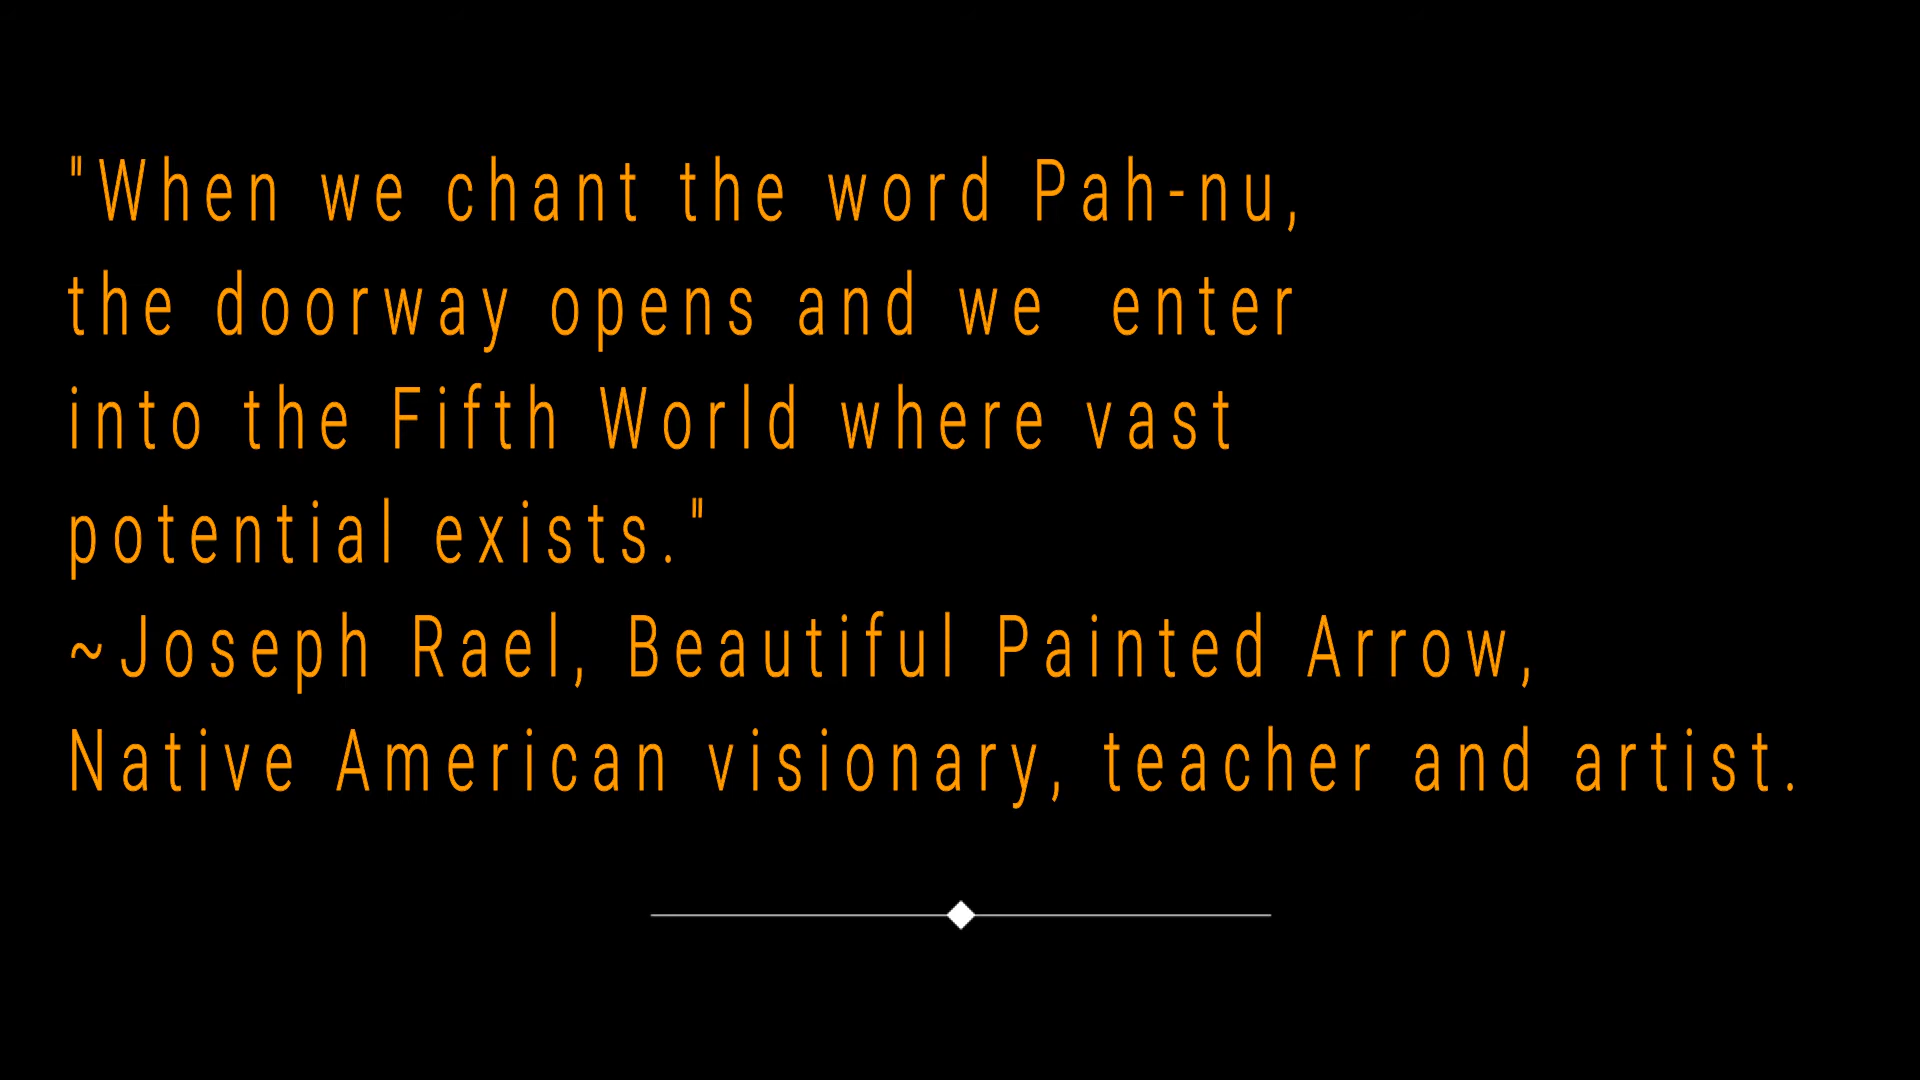 "When we chant the word Pah-nu,
the doorway opens and we  enter
into the Fifth World where vast
potential exists."
~Joseph Rael, Beautiful Painted Arrow,
Native American visionary, teacher and artist.